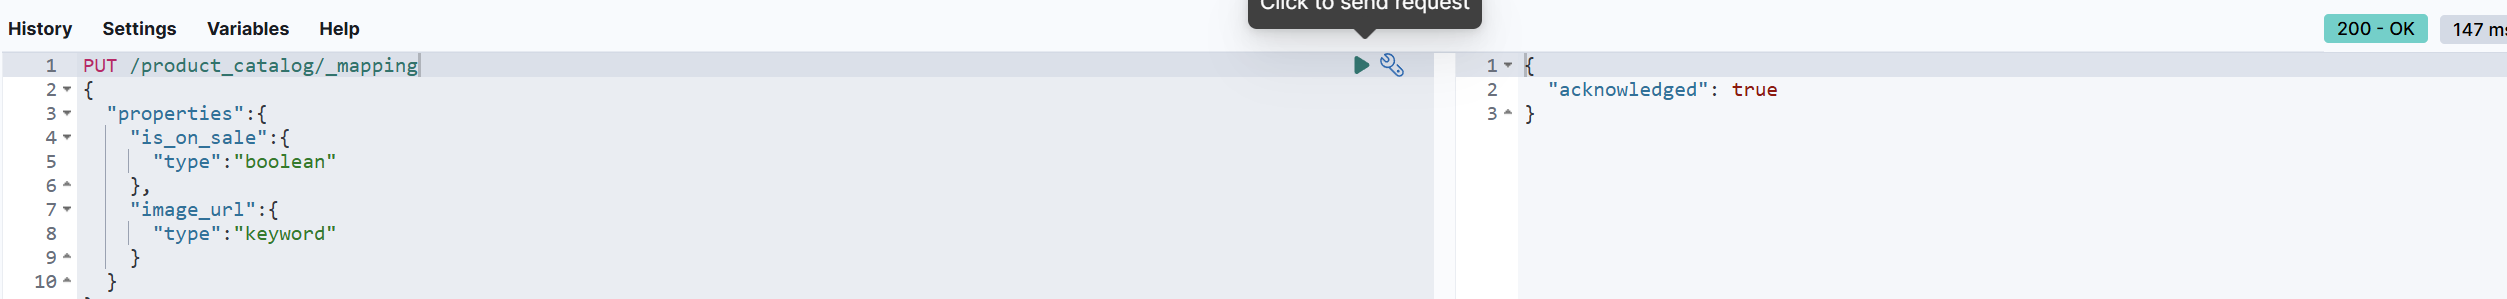 Click to send request
History Settings Variables Help
200 - OK 147 ms
1 PUT /product_catalog/_mapping
2 {
3 "properties":{
4 "is_on_sale":{
5 "type":"boolean"
6 },
7 "image_url":{
8 "type":"keyword"
9 }
10 }
1 {
2 "acknowledged": true
3 }